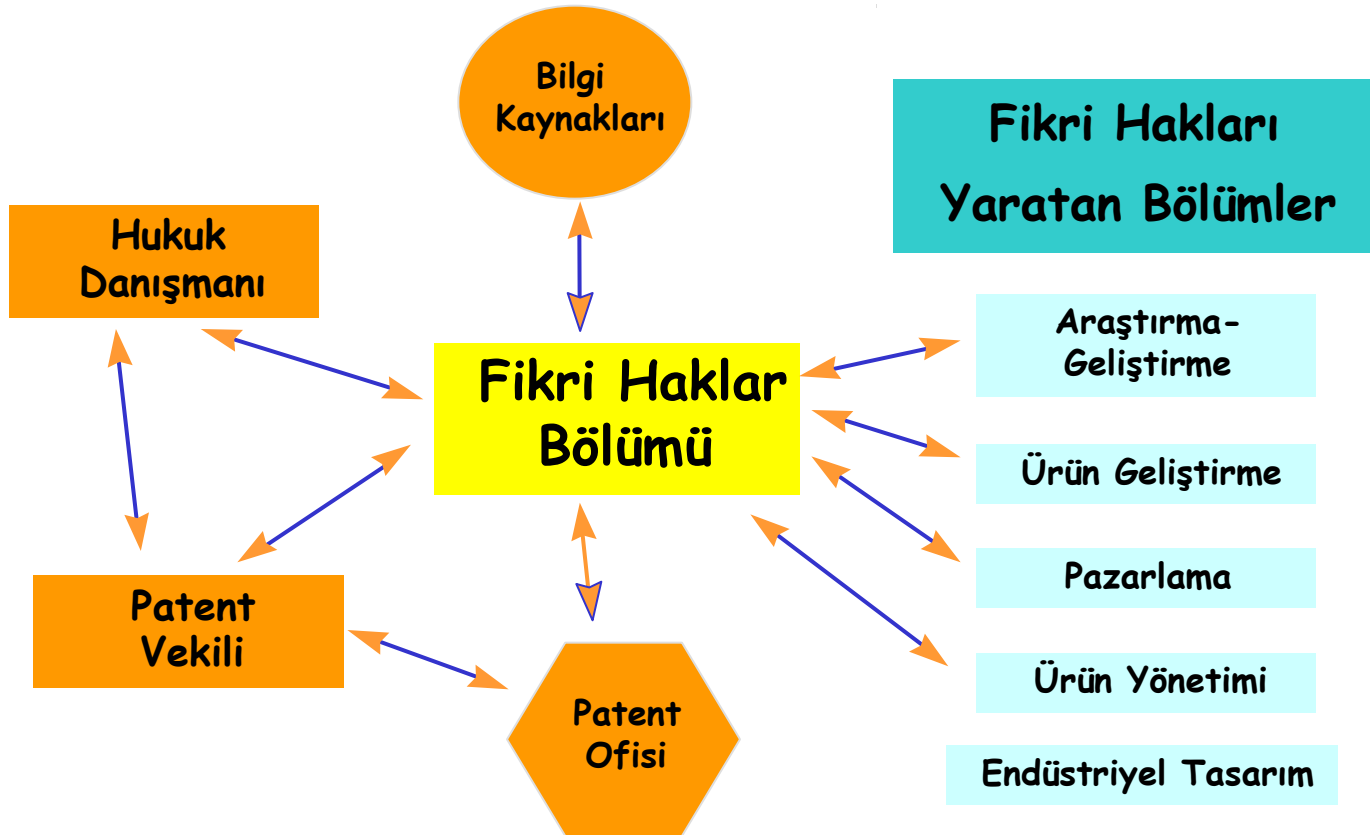 Bilgi
Kaynakları
Fikri Hakları
Yaratan Bölümler
Hukuk
Danışmanı
Araştırma-
Geliştirme
Fikri Haklar
Bölümü
Ürün Geliştirme
Pazarlama
Patent
Vekili
Ürün Yönetimi
Patent
Ofisi
Endüstriyel Tasarım